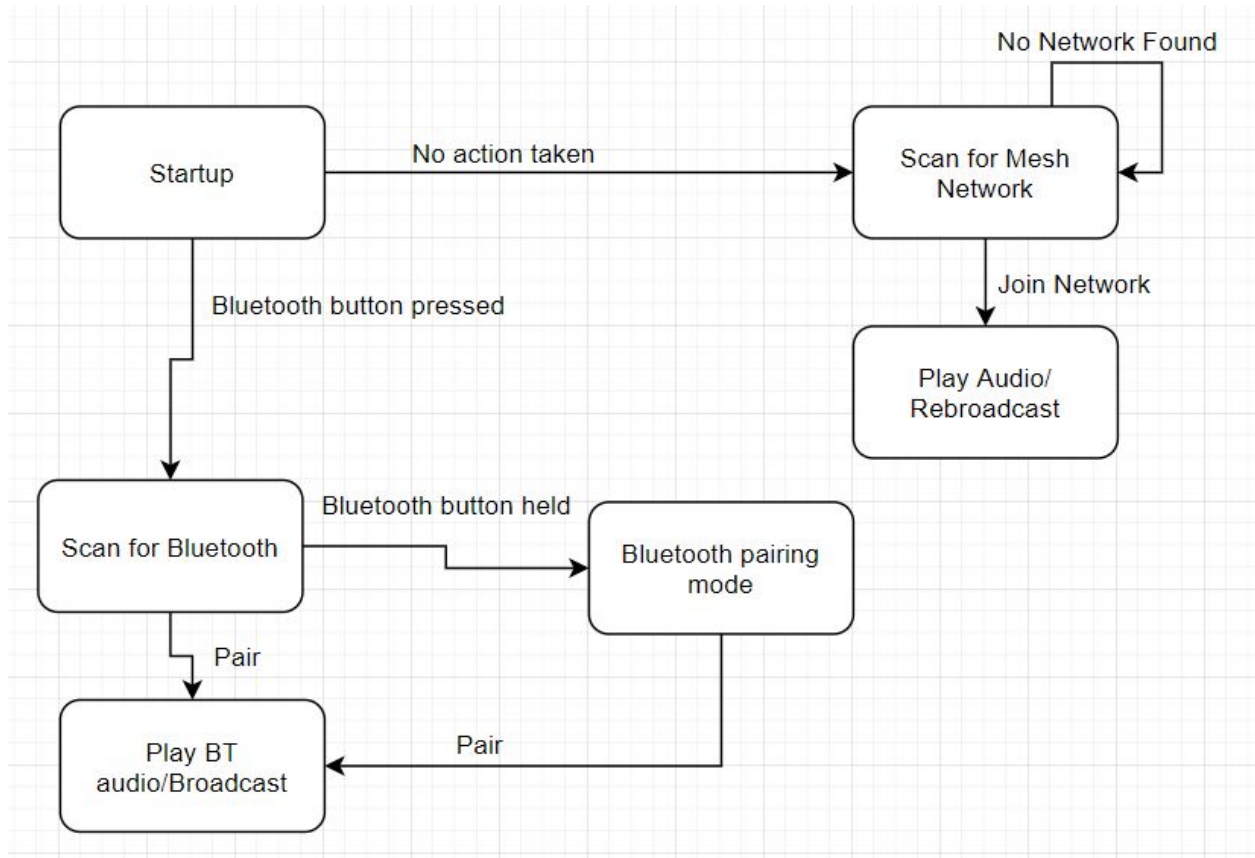 No Network Found
Startup
No action taken
Scan for Mesh
Network
Bluetooth button pressed
Join Network
Play Audio/
Rebroadcast
Scan for Bluetooth
Bluetooth button held
Bluetooth pairing
mode
Pair
Play BT
audio/Broadcast
Pair